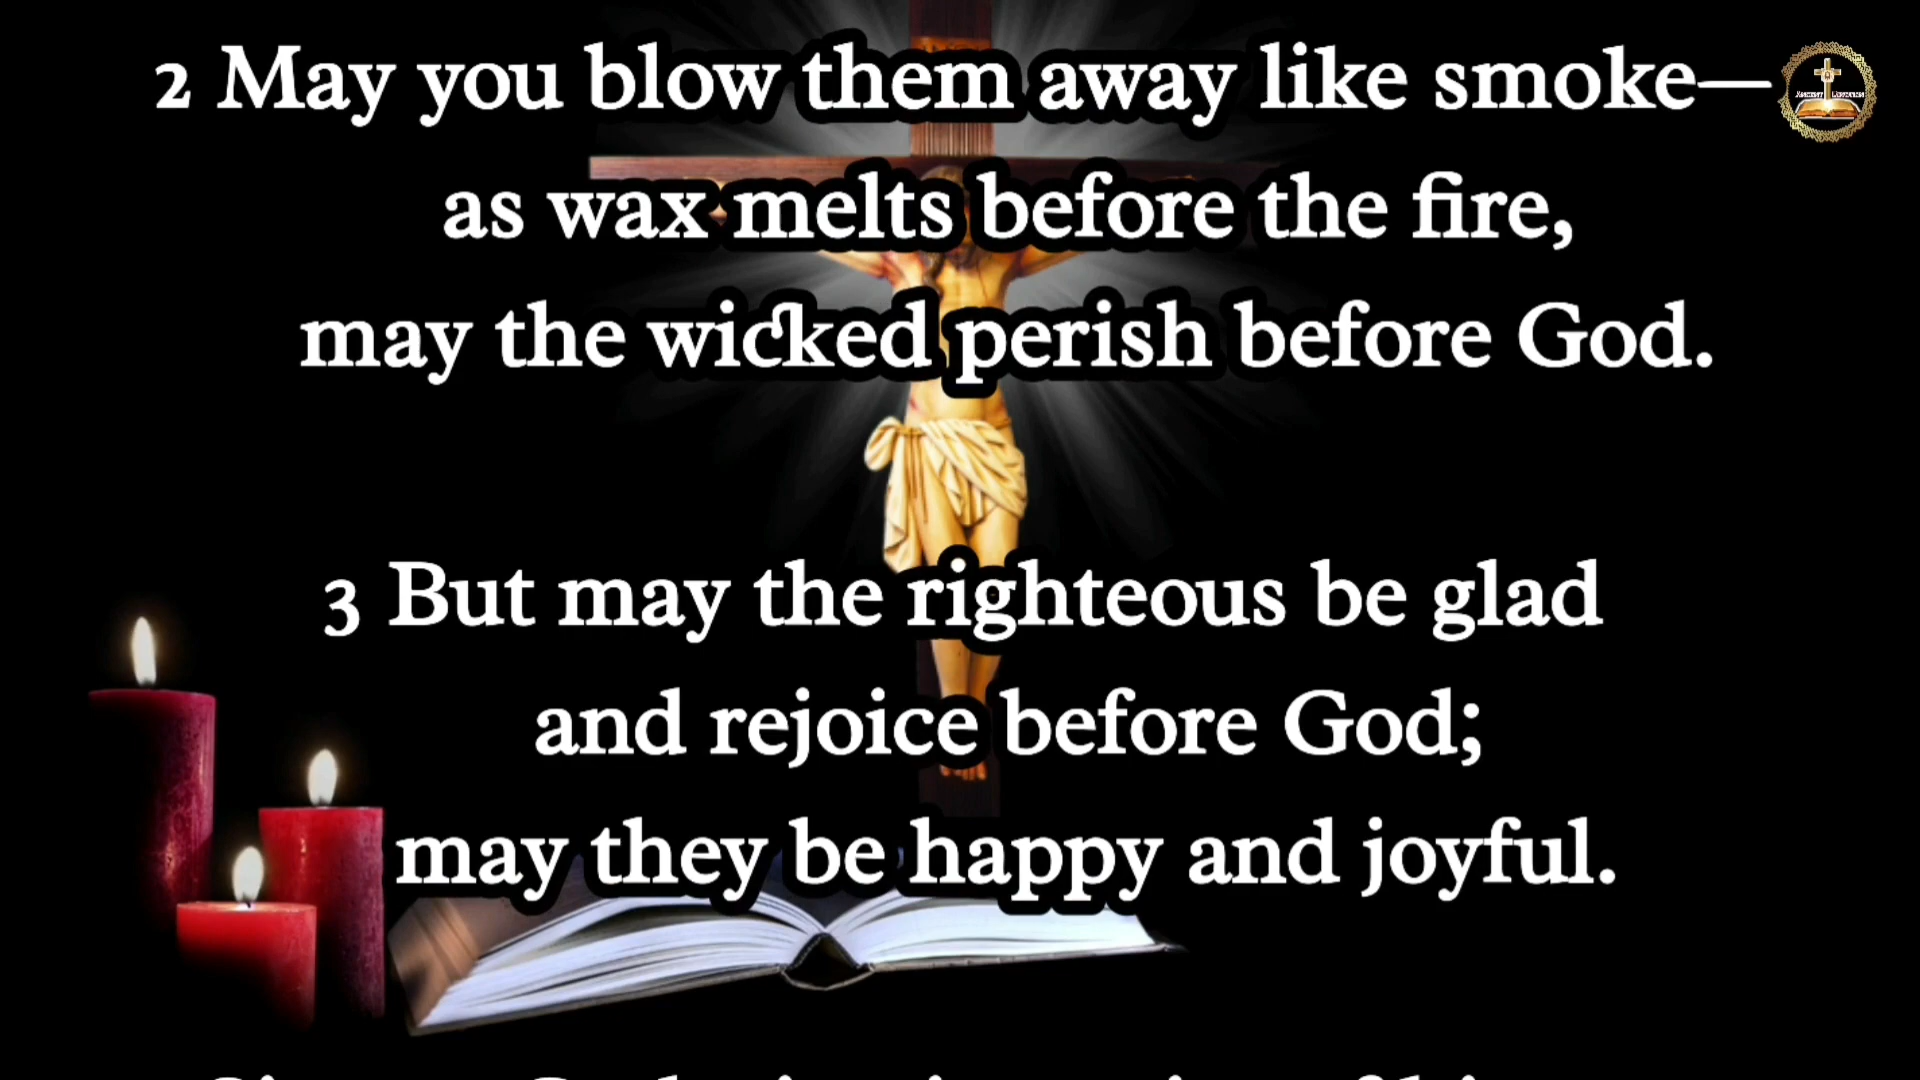 2 May you blow them away like smoke—
as wax melts before the fire,
may the wicked perish before God.
3 But may the righteous be glad
and rejoice before God;
may they be happy and joyful.